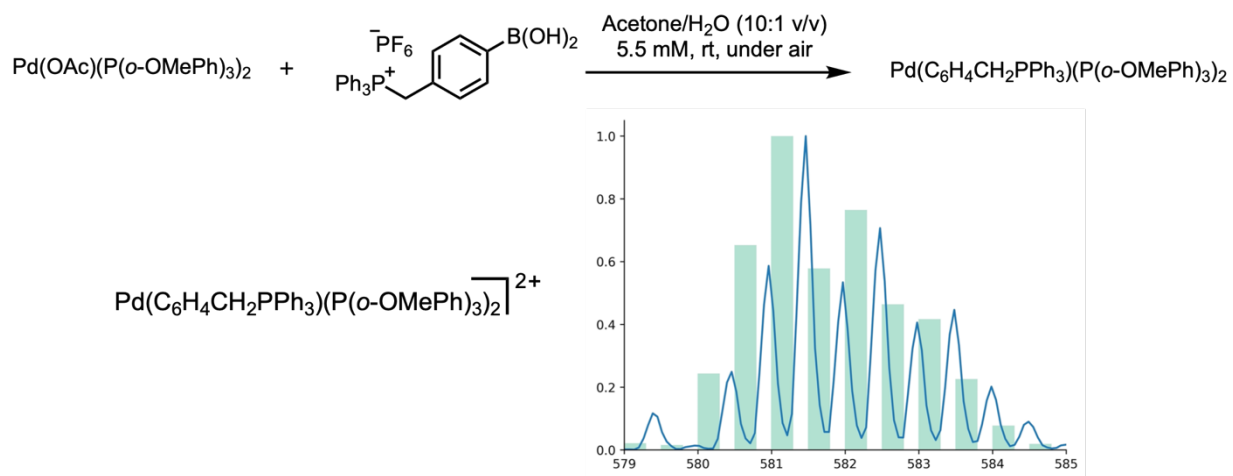 Pd(OAc)(P(o-OMePh)₃)₂ + Ph₃P⁺ ⁻PF₆ B(OH)₂ Acetone/H₂O (10:1 v/v)
5.5 mM, rt, under air
Pd(C₆H₄CH₂PPh₃)(P(o-OMePh)₃)₂
Pd(C₆H₄CH₂PPh₃)(P(o-OMePh)₃)₂ 2+
1.0
0.8
0.6
0.4
0.2
0.0
579 580 581 582 583 584 585